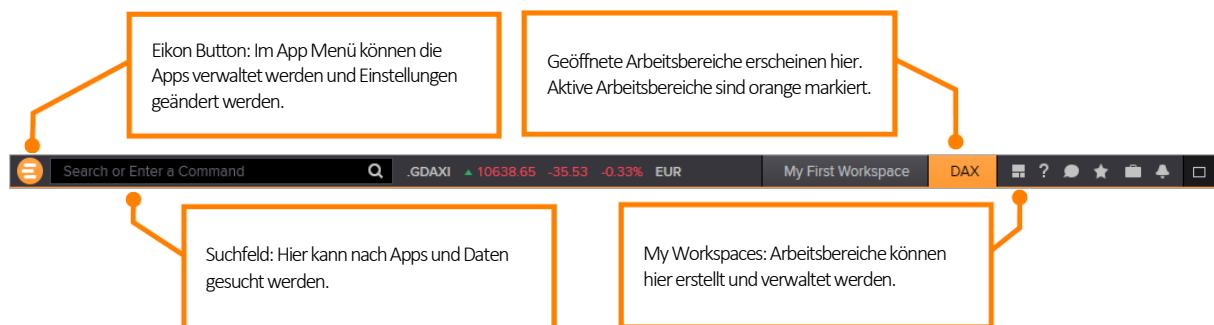 Eikon Button: Im App Menü können die
Apps verwaltet werden und Einstellungen
geändert werden.
Geöffnete Arbeitsbereiche erscheinen hier.
Aktive Arbeitsbereiche sind orange markiert.
Search or Enter a Command .GDAXI ▲ 10638.65 -35.53 -0.33% EUR My First Workspace DAX ?
Suchfeld: Hier kann nach Apps und Daten
gesucht werden.
My Workspaces: Arbeitsbereiche können
hier erstellt und verwaltet werden.